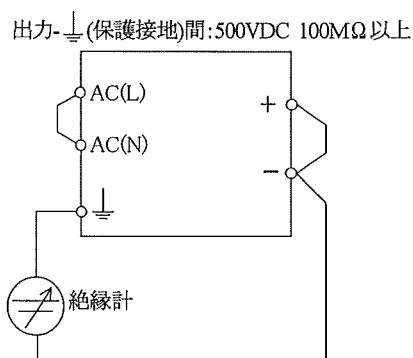 出力-⏚(保護接地)間:500VDC 100MΩ以上
AC(L)
+
AC(N)
−
絶縁計